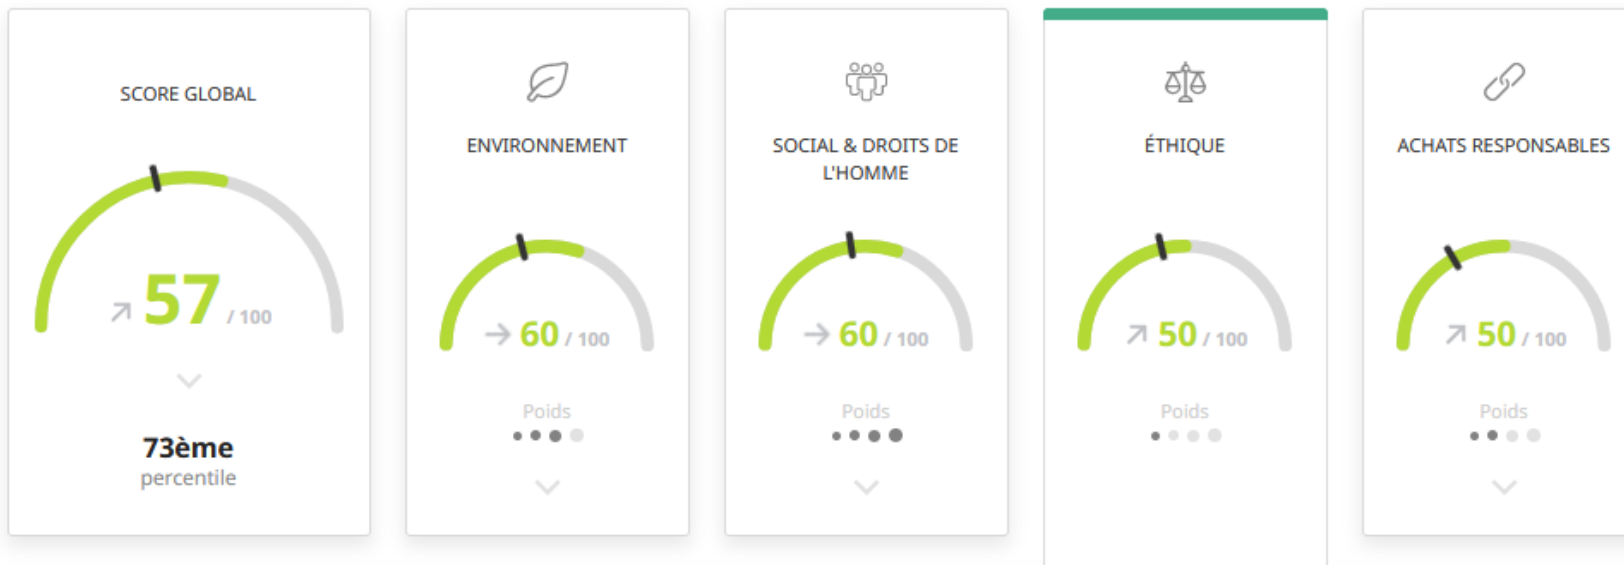 SCORE GLOBAL
57 / 100
73ème
percentile
ENVIRONNEMENT
60 / 100
Poids
SOCIAL & DROITS DE
L'HOMME
60 / 100
Poids
ÉTHIQUE
50 / 100
Poids
ACHATS RESPONSABLES
50 / 100
Poids